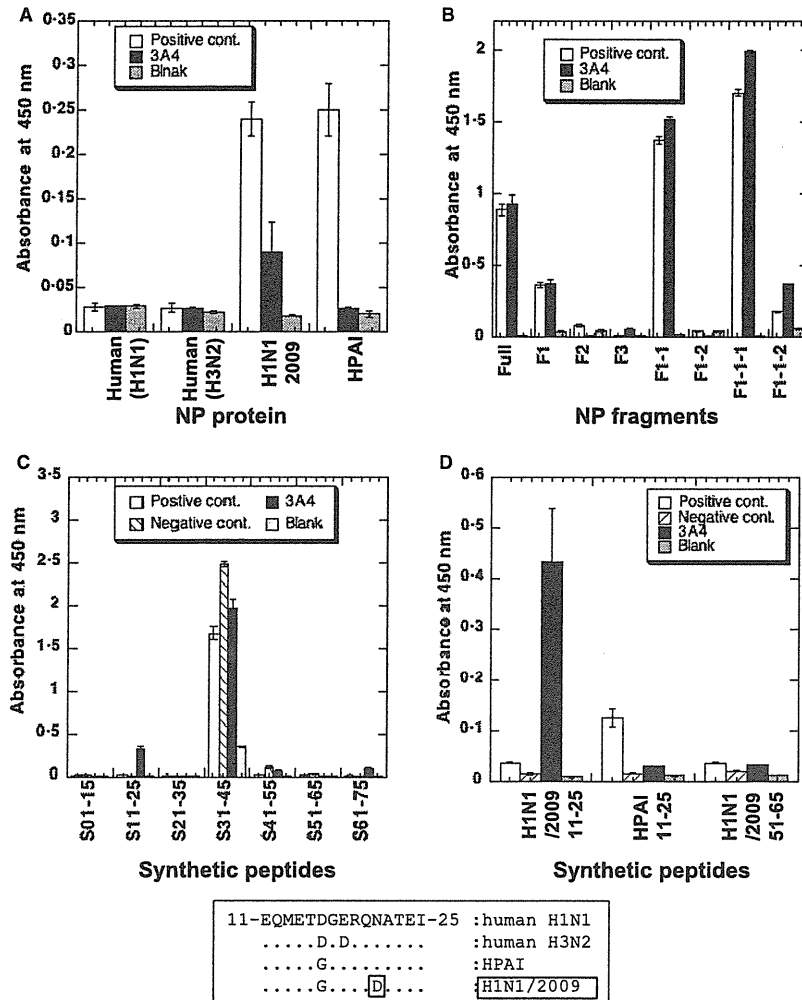 A
Absorbance at 450 nm
0·35
0·3
0·25
0·2
0·15
0·1
0·05
0
Positive cont.
3A4
Blnak
Human (H1N1)
Human (H3N2)
H1N1 2009
HPAI
NP protein
B
Absorbance at 450 nm
2
1·5
1
0·5
0
Positive cont.
3A4
Blank
Full
F1
F2
F3
F1-1
F1-2
F1-1-1
F1-1-2
NP fragments
C
Absorbance at 450 nm
3·5
3
2·5
2
1·5
1
0·5
0
Postive cont.
3A4
Negative cont.
Blank
S01-15
S11-25
S21-35
S31-45
S41-55
S51-65
S61-75
Synthetic peptides
D
Absorbance at 450 nm
0·6
0·5
0·4
0·3
0·2
0·1
0
Positive cont.
Negative cont.
3A4
Blank
H1N1 /2009 11-25
HPAI 11-25
H1N1 /2009 51-65
Synthetic peptides
11-EQMETDGERQNATEI-25 :human H1N1
.....D.D....... :human H3N2
.....G......... :HPAI
.....G....D.... :H1N1/2009